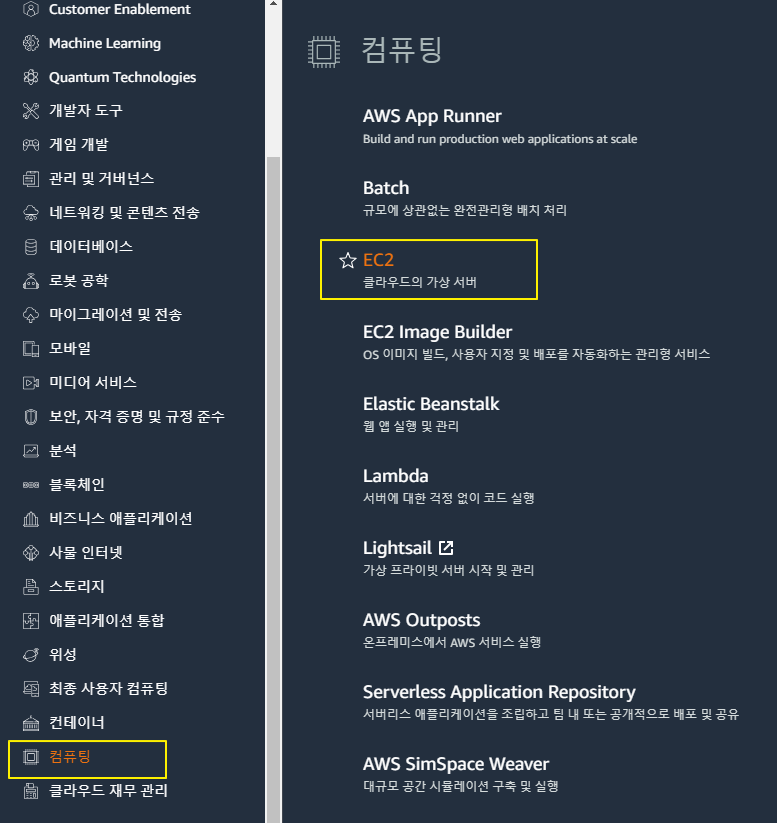 Customer Enablement
Machine Learning
Quantum Technologies
개발자 도구
게임 개발
관리 및 거버넌스
네트워킹 및 콘텐츠 전송
데이터베이스
로봇 공학
마이그레이션 및 전송
모바일
미디어 서비스
보안, 자격 증명 및 규정 준수
분석
블록체인
비즈니스 애플리케이션
사물 인터넷
스토리지
애플리케이션 통합
위성
최종 사용자 컴퓨팅
컨테이너
컴퓨팅
클라우드 재무 관리
컴퓨팅
AWS App Runner
Build and run production web applications at scale
Batch
규모에 상관없는 완전관리형 배치 처리
EC2
클라우드의 가상 서버
EC2 Image Builder
OS 이미지 빌드, 사용자 지정 및 배포를 자동화하는 관리형 서비스
Elastic Beanstalk
웹 앱 실행 및 관리
Lambda
서버에 대한 걱정 없이 코드 실행
Lightsail
가상 프라이빗 서버 시작 및 관리
AWS Outposts
온프레미스에서 AWS 서비스 실행
Serverless Application Repository
서버리스 애플리케이션을 조립하고 팀 내 또는 공개적으로 배포 및 공유
AWS SimSpace Weaver
대규모 공간 시뮬레이션 구축 및 실행